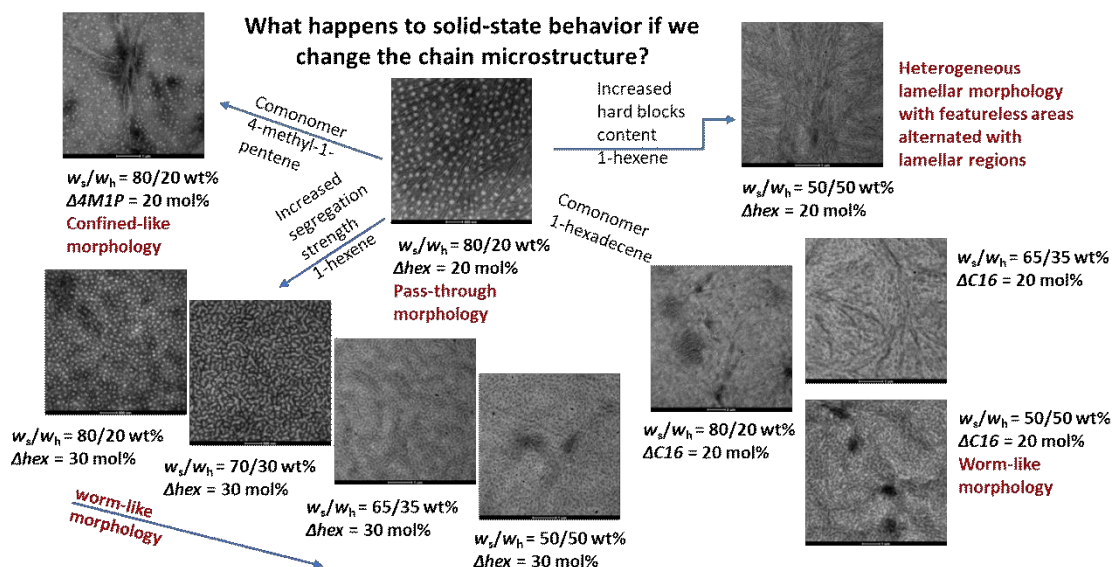 What happens to solid-state behavior if we
change the chain microstructure?
Comonomer
4-methyl-1-
pentene
wₛ/wₕ = 80/20 wt%
Δ4M1P = 20 mol%
Confined-like
morphology
Increased
segregation
strength
1-hexene
wₛ/wₕ = 80/20 wt%
Δhex = 20 mol%
Pass-through
morphology
Increased
hard blocks
content
1-hexene
wₛ/wₕ = 50/50 wt%
Δhex = 20 mol%
Heterogeneous
lamellar morphology
with featureless areas
alternated with
lamellar regions
Comonomer
1-hexadecene
wₛ/wₕ = 80/20 wt%
Δhex = 30 mol%
wₛ/wₕ = 70/30 wt%
Δhex = 30 mol%
wₛ/wₕ = 65/35 wt%
Δhex = 30 mol%
wₛ/wₕ = 50/50 wt%
Δhex = 30 mol%
worm-like
morphology
wₛ/wₕ = 80/20 wt%
ΔC16 = 20 mol%
wₛ/wₕ = 65/35 wt%
ΔC16 = 20 mol%
wₛ/wₕ = 50/50 wt%
ΔC16 = 20 mol%
Worm-like
morphology